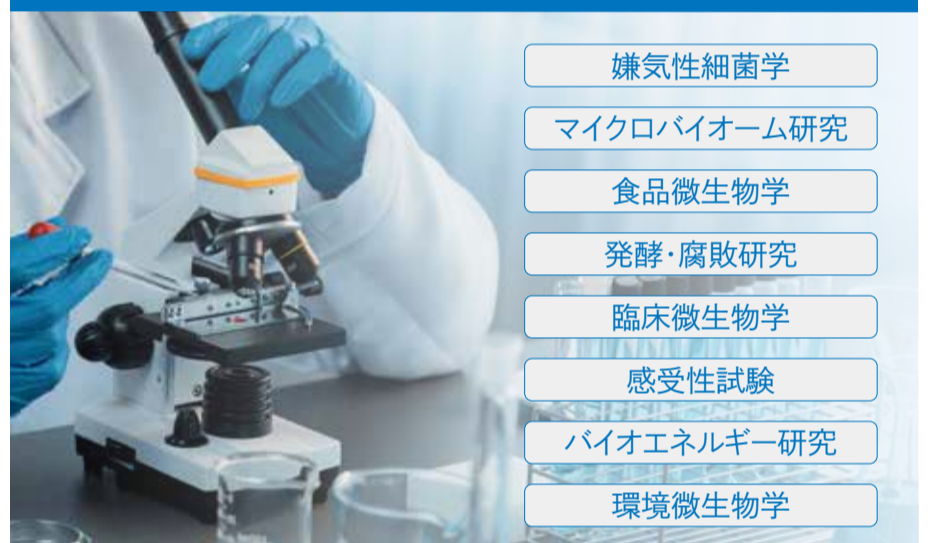 嫌気性細菌学
マイクロバイオーム研究
食品微生物学
発酵・腐敗研究
臨床微生物学
感受性試験
バイオエネルギー研究
環境微生物学